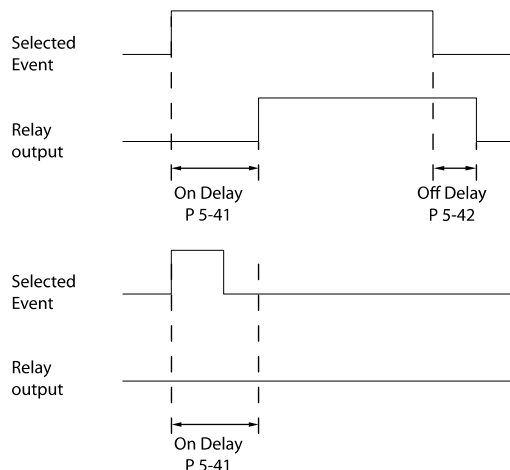 Selected
Event
Relay
output
On Delay
P 5-41
Off Delay
P 5-42
Selected
Event
Relay
output
On Delay
P 5-41